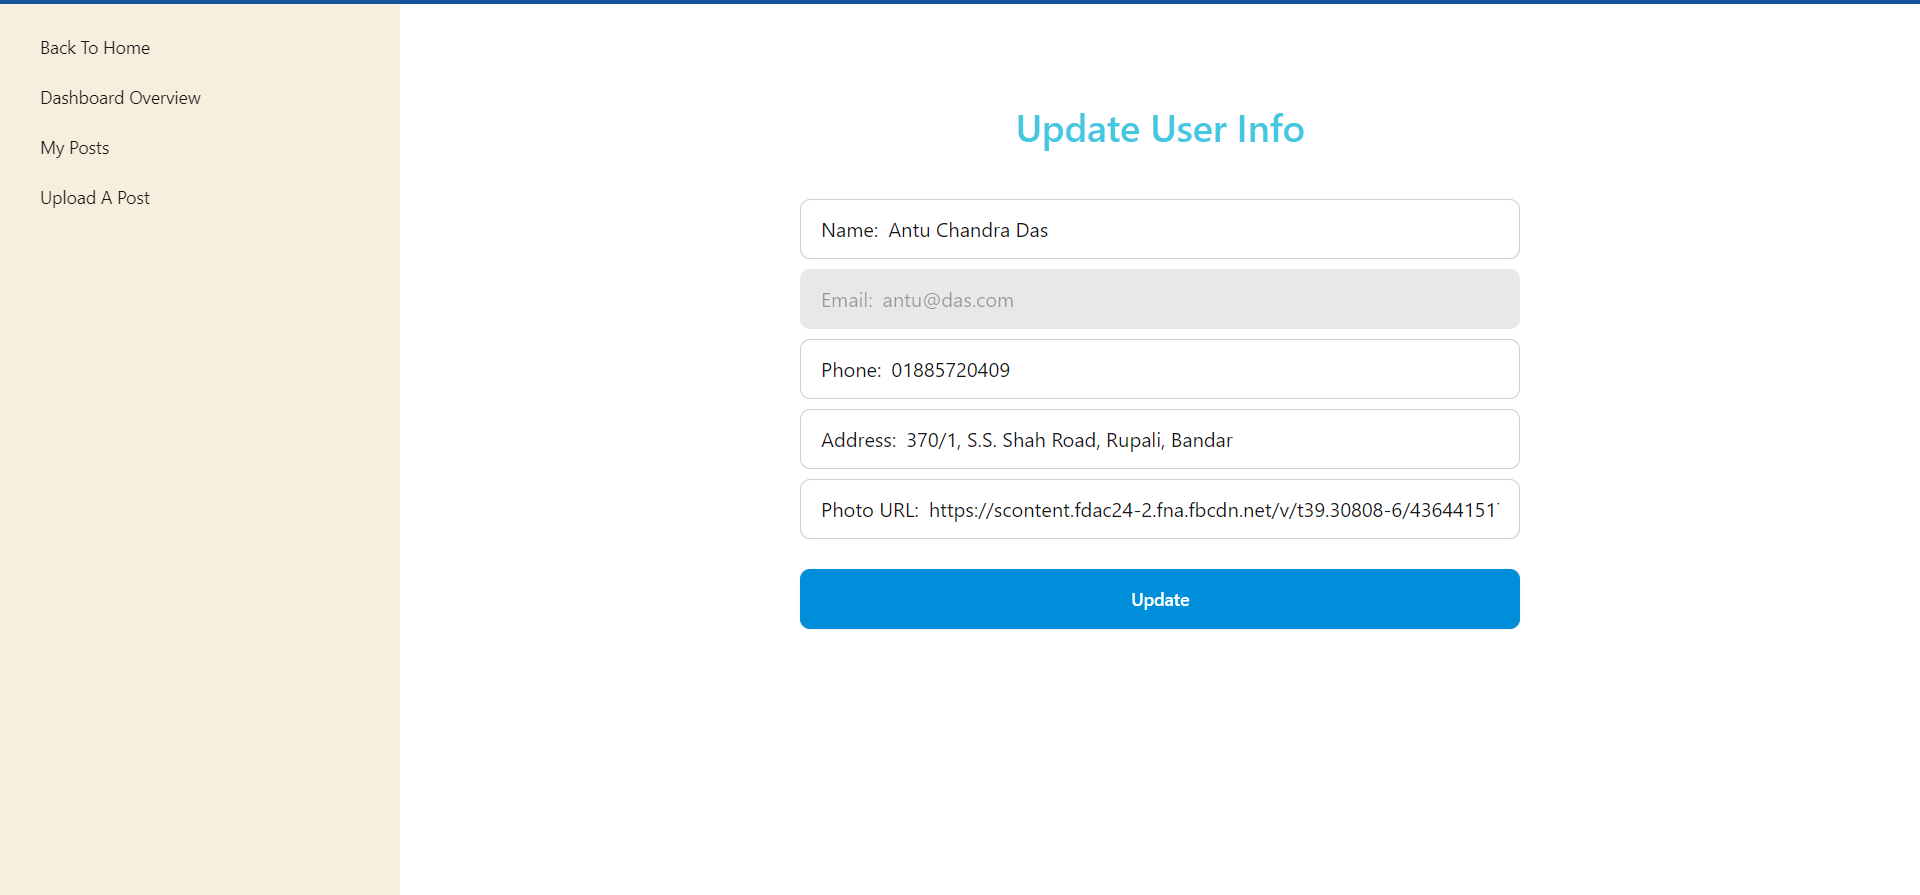 Back To Home
Dashboard Overview
My Posts
Upload A Post
Update User Info
Name: Antu Chandra Das
Email: antu@das.com
Phone: 01885720409
Address: 370/1, S.S. Shah Road, Rupali, Bandar
Photo URL: https://scontent.fdac24-2.fna.fbcdn.net/v/t39.30808-6/43644151
Update